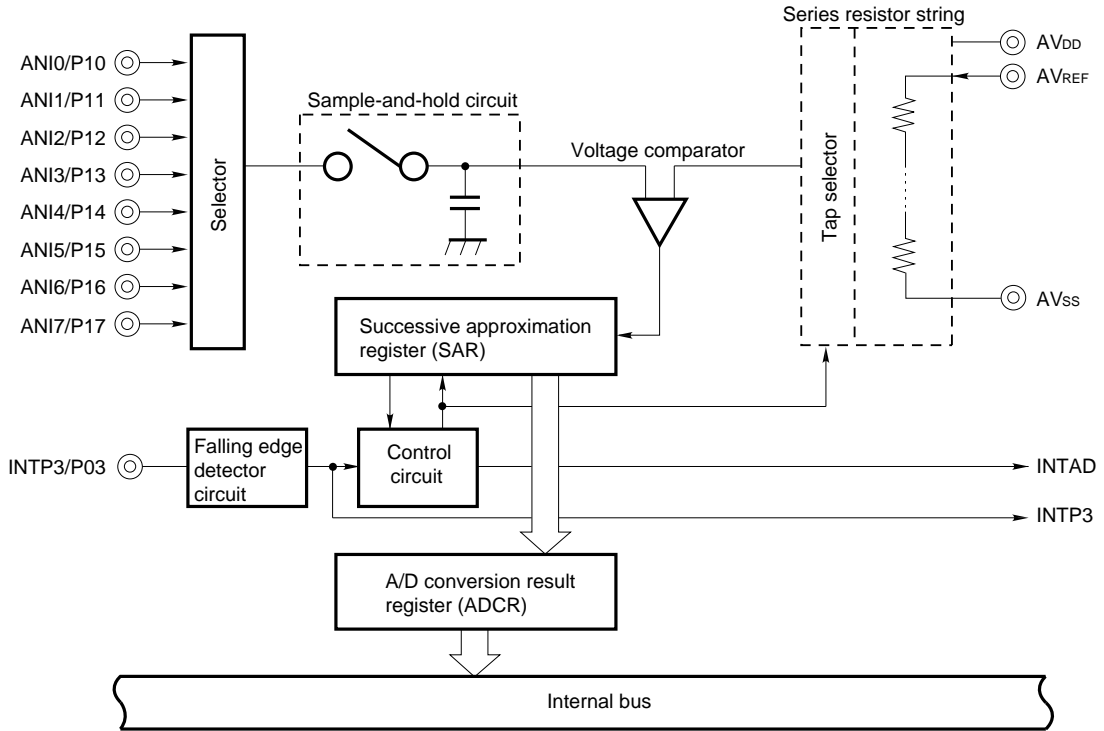 Series resistor string
ANI0/P10
ANI1/P11
ANI2/P12
ANI3/P13
ANI4/P14
ANI5/P15
ANI6/P16
ANI7/P17
Selector
Sample-and-hold circuit
Voltage comparator
Tap selector
AVDD
AVREF
AVSS
Successive approximation
register (SAR)
INTP3/P03
Falling edge
detector
circuit
Control
circuit
INTAD
INTP3
A/D conversion result
register (ADCR)
Internal bus